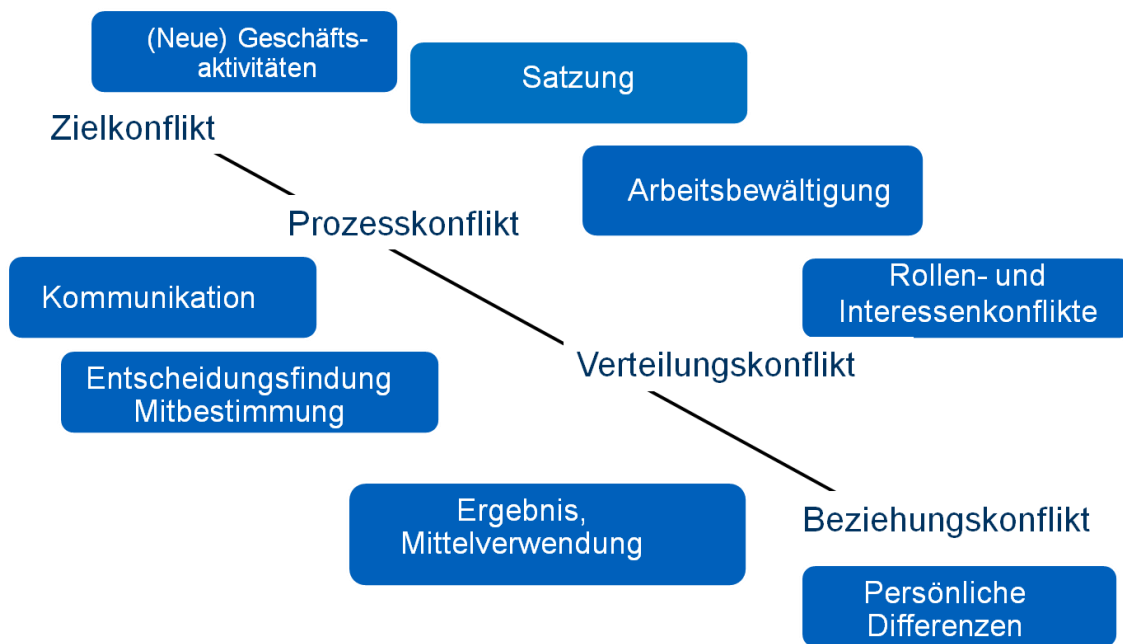 (Neue) Geschäfts-
aktivitäten
Satzung
Zielkonflikt
Arbeitsbewältigung
Prozesskonflikt
Kommunikation
Rollen- und
Interessenkonflikte
Verteilungskonflikt
Entscheidungsfindung
Mitbestimmung
Ergebnis,
Mittelverwendung
Beziehungskonflikt
Persönliche
Differenzen